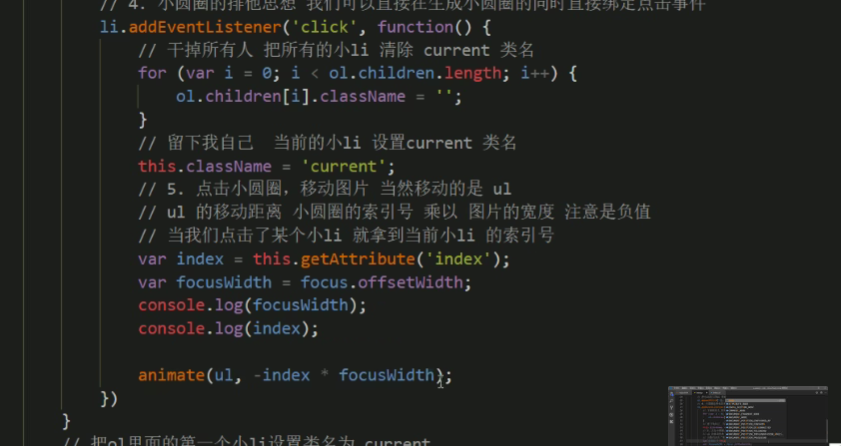 // 4. 小圆圈的排他思想 我们可以直接在生成小圆圈的同时直接绑定点击事件
li.addEventListener('click', function() {
// 干掉所有人 把所有的小li 清除 current 类名
for (var i = 0; i < ol.children.length; i++) {
ol.children[i].className = '';
}
// 留下我自己  当前的小li 设置current 类名
this.className = 'current';
// 5. 点击小圆圈，移动图片 当然移动的是 ul
// ul 的移动距离 小圆圈的索引号 乘以 图片的宽度 注意是负值
// 当我们点击了某个小li 就拿到当前小li 的索引号
var index = this.getAttribute('index');
var focusWidth = focus.offsetWidth;
console.log(focusWidth);
console.log(index);
animate(ul, -index * focusWidth);
})
}
// 把ol里面的第一个小li设置类名为 current